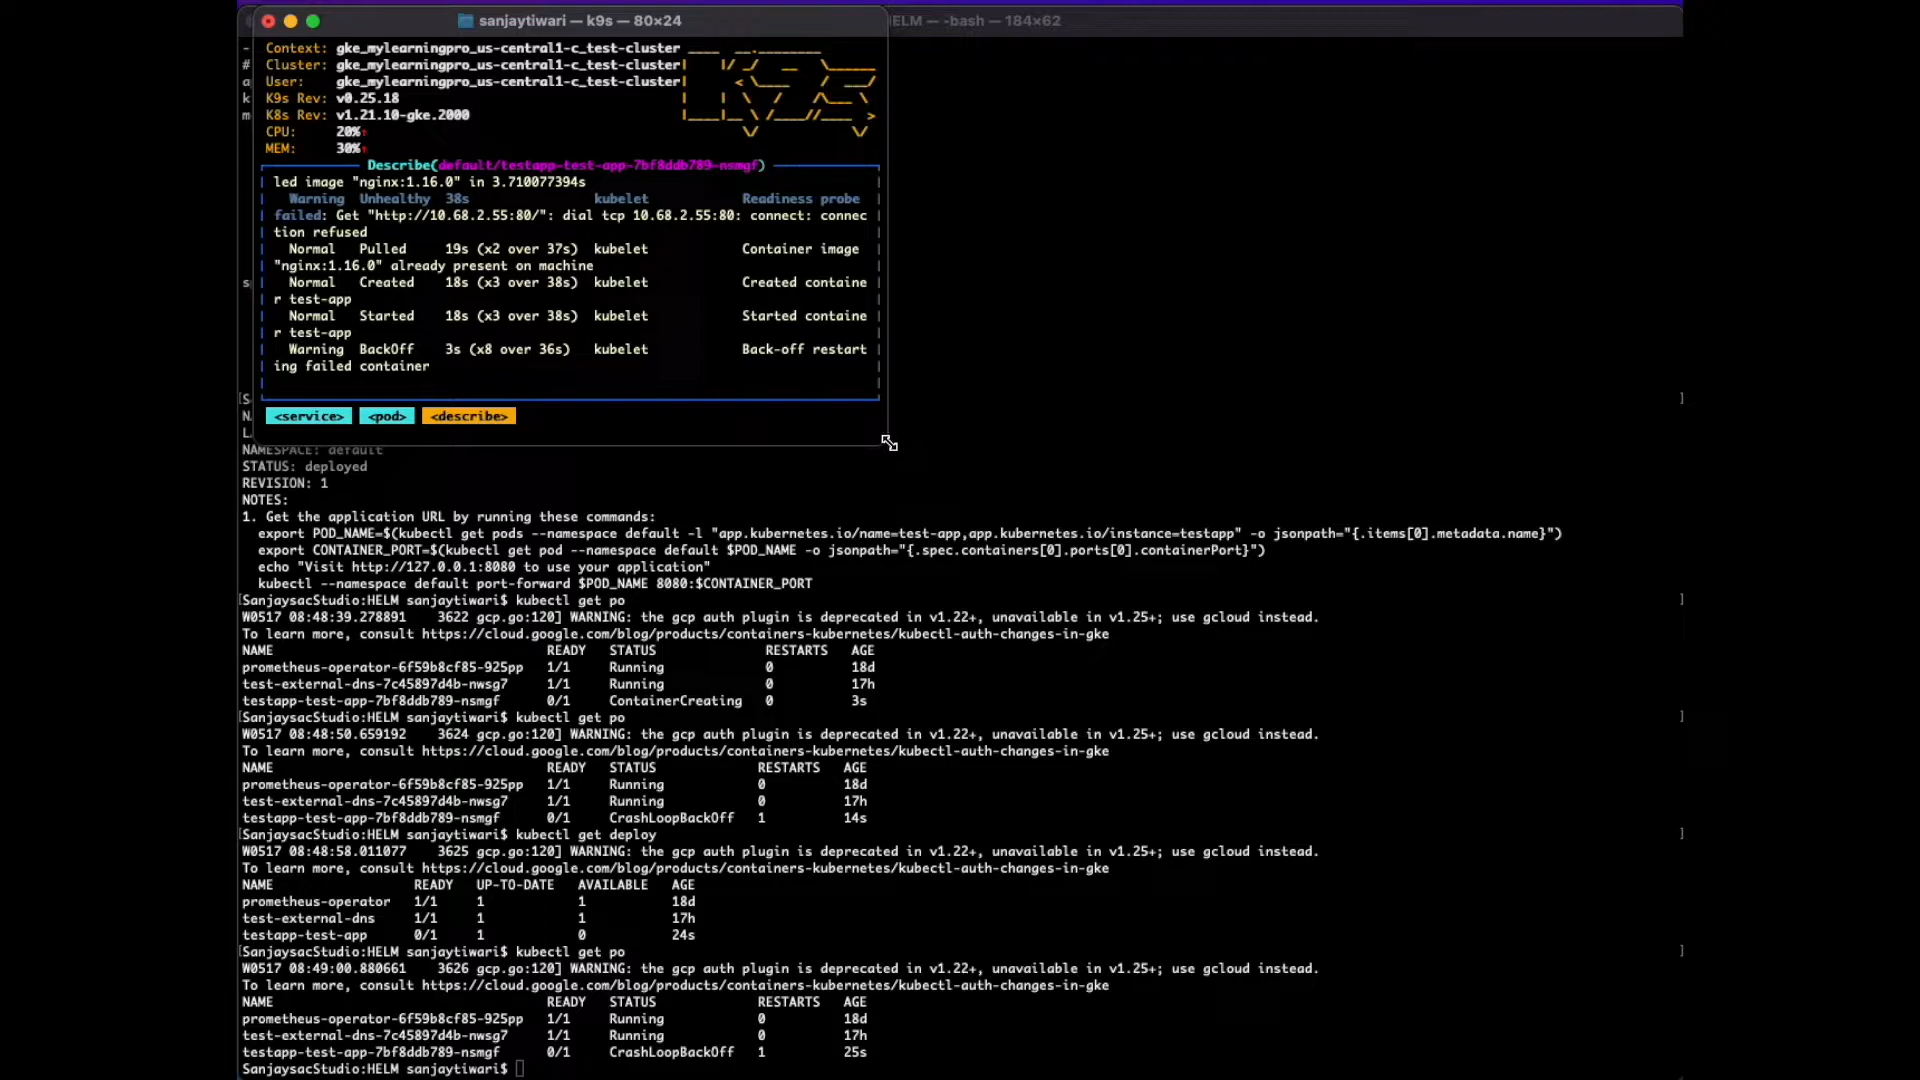 sanjaytiwari — k9s — 80×24
HELM — -bash — 184×62
Context: gke_mylearningpro_us-central1-c_test-cluster
Cluster: gke_mylearningpro_us-central1-c_test-cluster
User: gke_mylearningpro_us-central1-c_test-cluster
K9s Rev: v0.25.18
K8s Rev: v1.21.10-gke.2000
CPU: 20%↑
MEM: 30%↑
Describe(default/testapp-test-app-7bf8ddb789-nsmgf)
led image "nginx:1.16.0" in 3.710077394s
Warning Unhealthy 38s kubelet Readiness probe
failed: Get "http://10.68.2.55:80/": dial tcp 10.68.2.55:80: connect: connec
tion refused
Normal Pulled 19s (x2 over 37s) kubelet Container image
"nginx:1.16.0" already present on machine
Normal Created 18s (x3 over 38s) kubelet Created containe
r test-app
Normal Started 18s (x3 over 38s) kubelet Started containe
r test-app
Warning BackOff 3s (x8 over 36s) kubelet Back-off restart
ing failed container
<service> <pod> <describe>
NAMESPACE: default
STATUS: deployed
REVISION: 1
NOTES:
1. Get the application URL by running these commands:
export POD_NAME=$(kubectl get pods --namespace default -l "app.kubernetes.io/name=test-app,app.kubernetes.io/instance=testapp" -o jsonpath="{.items[0].metadata.name}")
export CONTAINER_PORT=$(kubectl get pod --namespace default $POD_NAME -o jsonpath="{.spec.containers[0].ports[0].containerPort}")
echo "Visit http://127.0.0.1:8080 to use your application"
kubectl --namespace default port-forward $POD_NAME 8080:$CONTAINER_PORT
[SanjaysacStudio:HELM sanjaytiwari$ kubectl get po ]
W0517 08:48:39.278891 3622 gcp.go:120] WARNING: the gcp auth plugin is deprecated in v1.22+, unavailable in v1.25+; use gcloud instead.
To learn more, consult https://cloud.google.com/blog/products/containers-kubernetes/kubectl-auth-changes-in-gke
NAME READY STATUS RESTARTS AGE
prometheus-operator-6f59b8cf85-925pp 1/1 Running 0 18d
test-external-dns-7c45897d4b-nwsg7 1/1 Running 0 17h
testapp-test-app-7bf8ddb789-nsmgf 0/1 ContainerCreating 0 3s
[SanjaysacStudio:HELM sanjaytiwari$ kubectl get po ]
W0517 08:48:50.659192 3624 gcp.go:120] WARNING: the gcp auth plugin is deprecated in v1.22+, unavailable in v1.25+; use gcloud instead.
To learn more, consult https://cloud.google.com/blog/products/containers-kubernetes/kubectl-auth-changes-in-gke
NAME READY STATUS RESTARTS AGE
prometheus-operator-6f59b8cf85-925pp 1/1 Running 0 18d
test-external-dns-7c45897d4b-nwsg7 1/1 Running 0 17h
testapp-test-app-7bf8ddb789-nsmgf 0/1 CrashLoopBackOff 1 14s
[SanjaysacStudio:HELM sanjaytiwari$ kubectl get deploy ]
W0517 08:48:58.011077 3625 gcp.go:120] WARNING: the gcp auth plugin is deprecated in v1.22+, unavailable in v1.25+; use gcloud instead.
To learn more, consult https://cloud.google.com/blog/products/containers-kubernetes/kubectl-auth-changes-in-gke
NAME READY UP-TO-DATE AVAILABLE AGE
prometheus-operator 1/1 1 1 18d
test-external-dns 1/1 1 1 17h
testapp-test-app 0/1 1 0 24s
[SanjaysacStudio:HELM sanjaytiwari$ kubectl get po ]
W0517 08:49:00.880661 3626 gcp.go:120] WARNING: the gcp auth plugin is deprecated in v1.22+, unavailable in v1.25+; use gcloud instead.
To learn more, consult https://cloud.google.com/blog/products/containers-kubernetes/kubectl-auth-changes-in-gke
NAME READY STATUS RESTARTS AGE
prometheus-operator-6f59b8cf85-925pp 1/1 Running 0 18d
test-external-dns-7c45897d4b-nwsg7 1/1 Running 0 17h
testapp-test-app-7bf8ddb789-nsmgf 0/1 CrashLoopBackOff 1 25s
SanjaysacStudio:HELM sanjaytiwari$